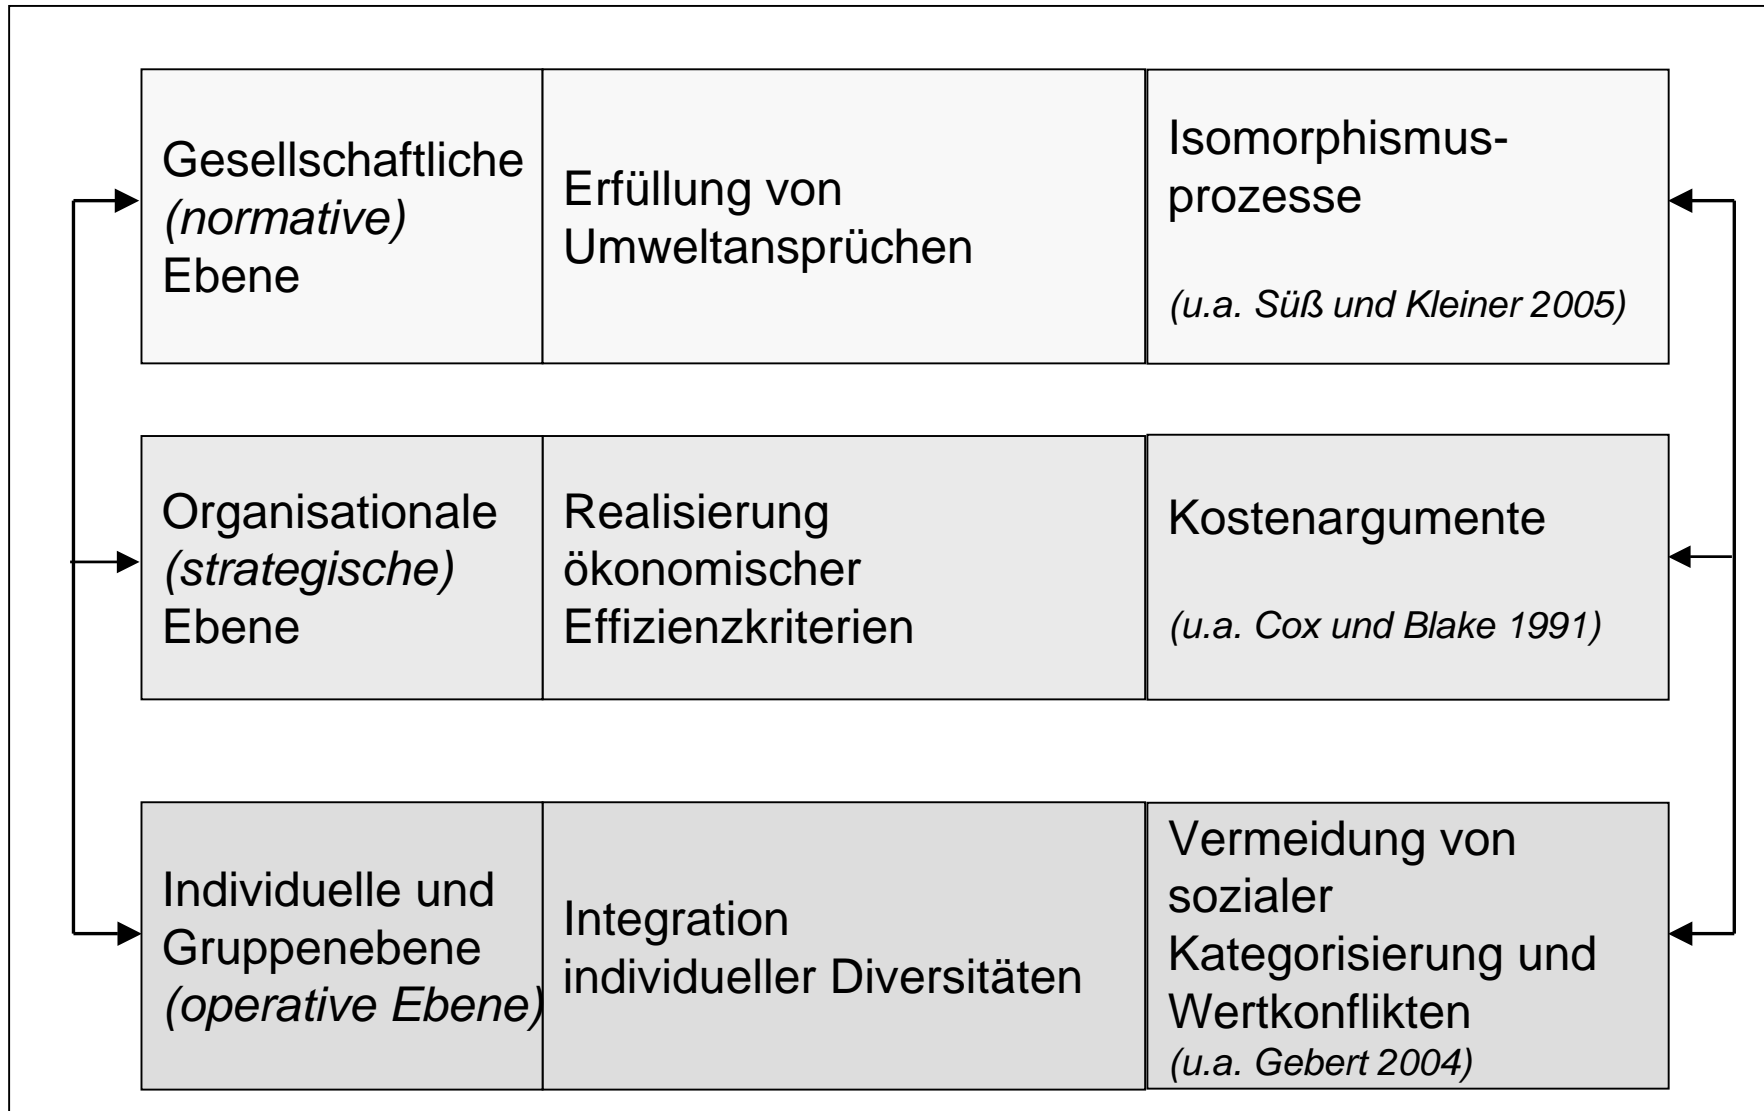 Gesellschaftliche
(normative)
Ebene
Erfüllung von
Umweltansprüchen
Isomorphismus-
prozesse
(u.a. Süß und Kleiner 2005)
Organisationale
(strategische)
Ebene
Realisierung
ökonomischer
Effizienzkriterien
Kostenargumente
(u.a. Cox und Blake 1991)
Individuelle und
Gruppenebene
(operative Ebene)
Integration
individueller Diversitäten
Vermeidung von
sozialer
Kategorisierung und
Wertkonflikten
(u.a. Gebert 2004)